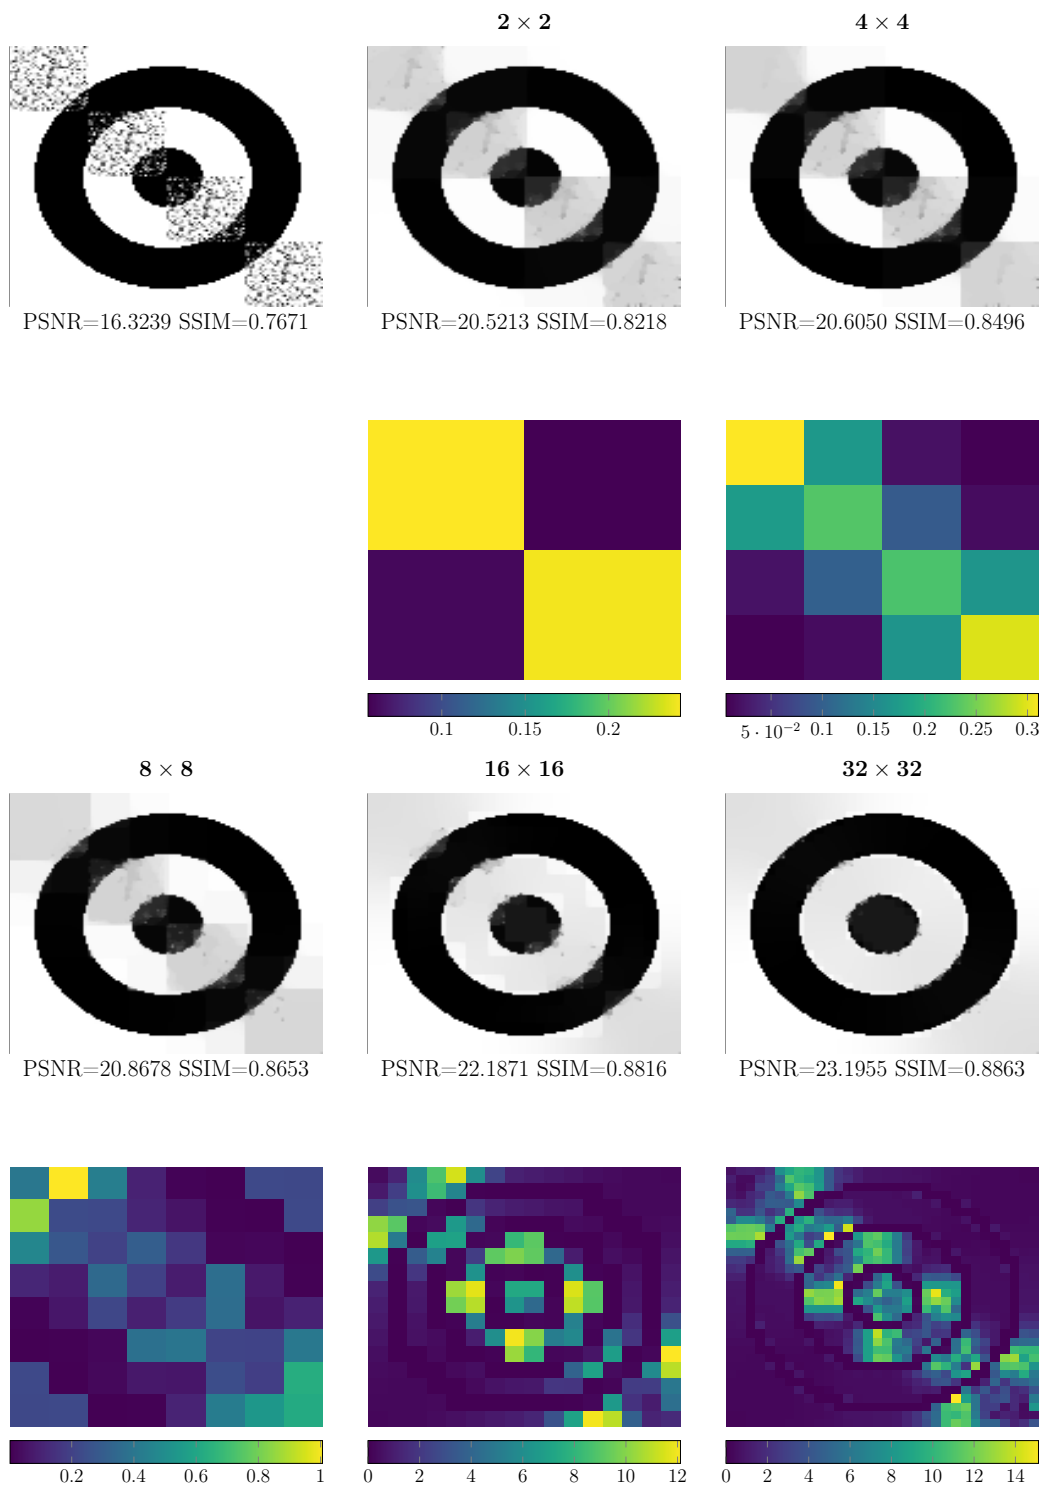 2 × 2
4 × 4
PSNR=16.3239 SSIM=0.7671
PSNR=20.5213 SSIM=0.8218
PSNR=20.6050 SSIM=0.8496
0.1 0.15 0.2
5 · 10⁻² 0.1 0.15 0.2 0.25 0.3
8 × 8
16 × 16
32 × 32
PSNR=20.8678 SSIM=0.8653
PSNR=22.1871 SSIM=0.8816
PSNR=23.1955 SSIM=0.8863
0.2 0.4 0.6 0.8 1
0 2 4 6 8 10 12
0 2 4 6 8 10 12 14